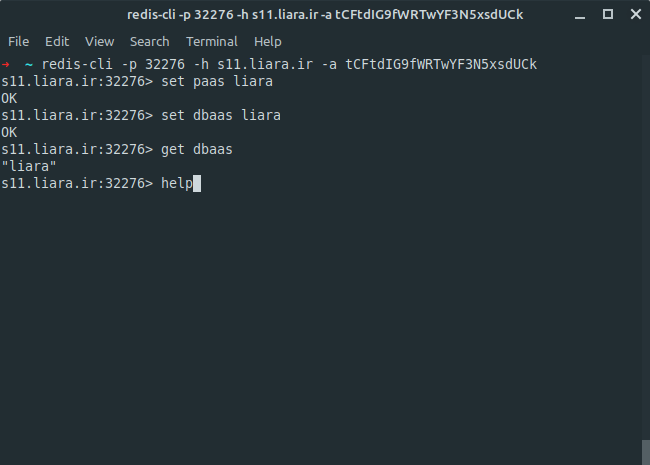 redis-cli -p 32276 -h s11.liara.ir -a tCFtdIG9fWRTwYF3N5xsdUCk
File Edit View Search Terminal Help
➜ ~ redis-cli -p 32276 -h s11.liara.ir -a tCFtdIG9fWRTwYF3N5xsdUCk
s11.liara.ir:32276> set paas liara
OK
s11.liara.ir:32276> set dbaas liara
OK
s11.liara.ir:32276> get dbaas
"liara"
s11.liara.ir:32276> help